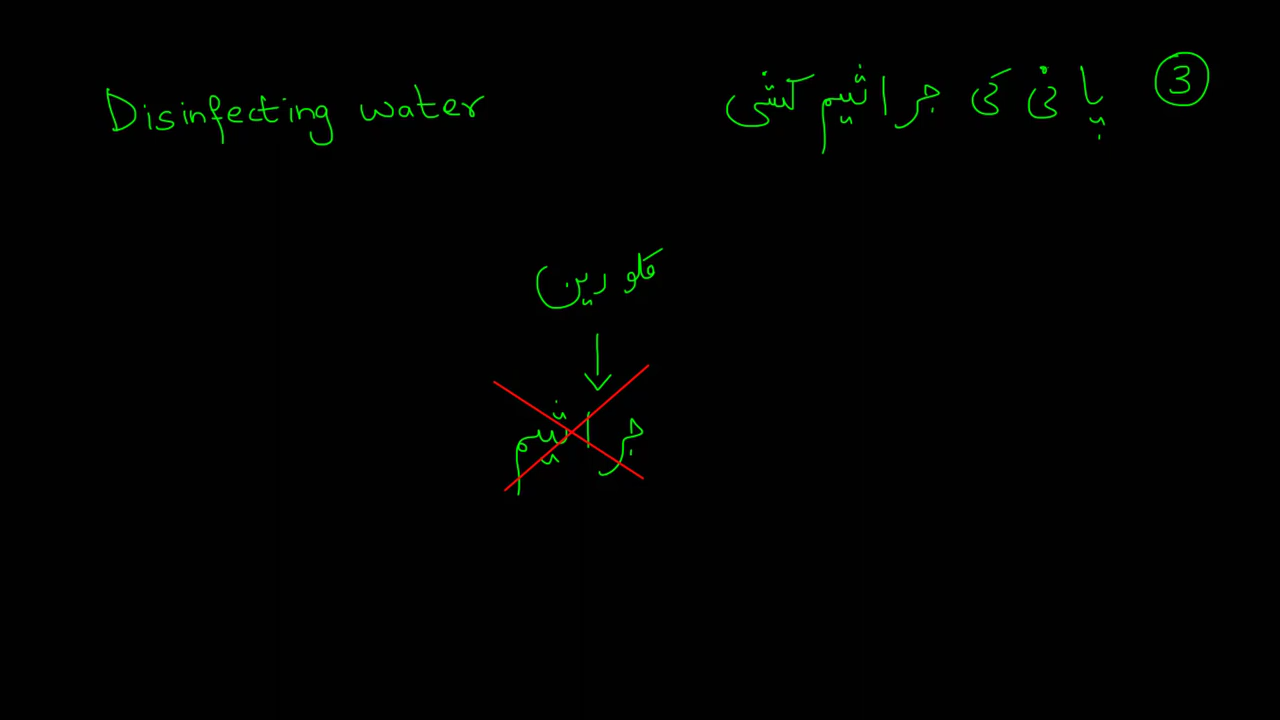 ③ پانی کی جراثیم کشی
Disinfecting water
کلورین
↓
جراثیم